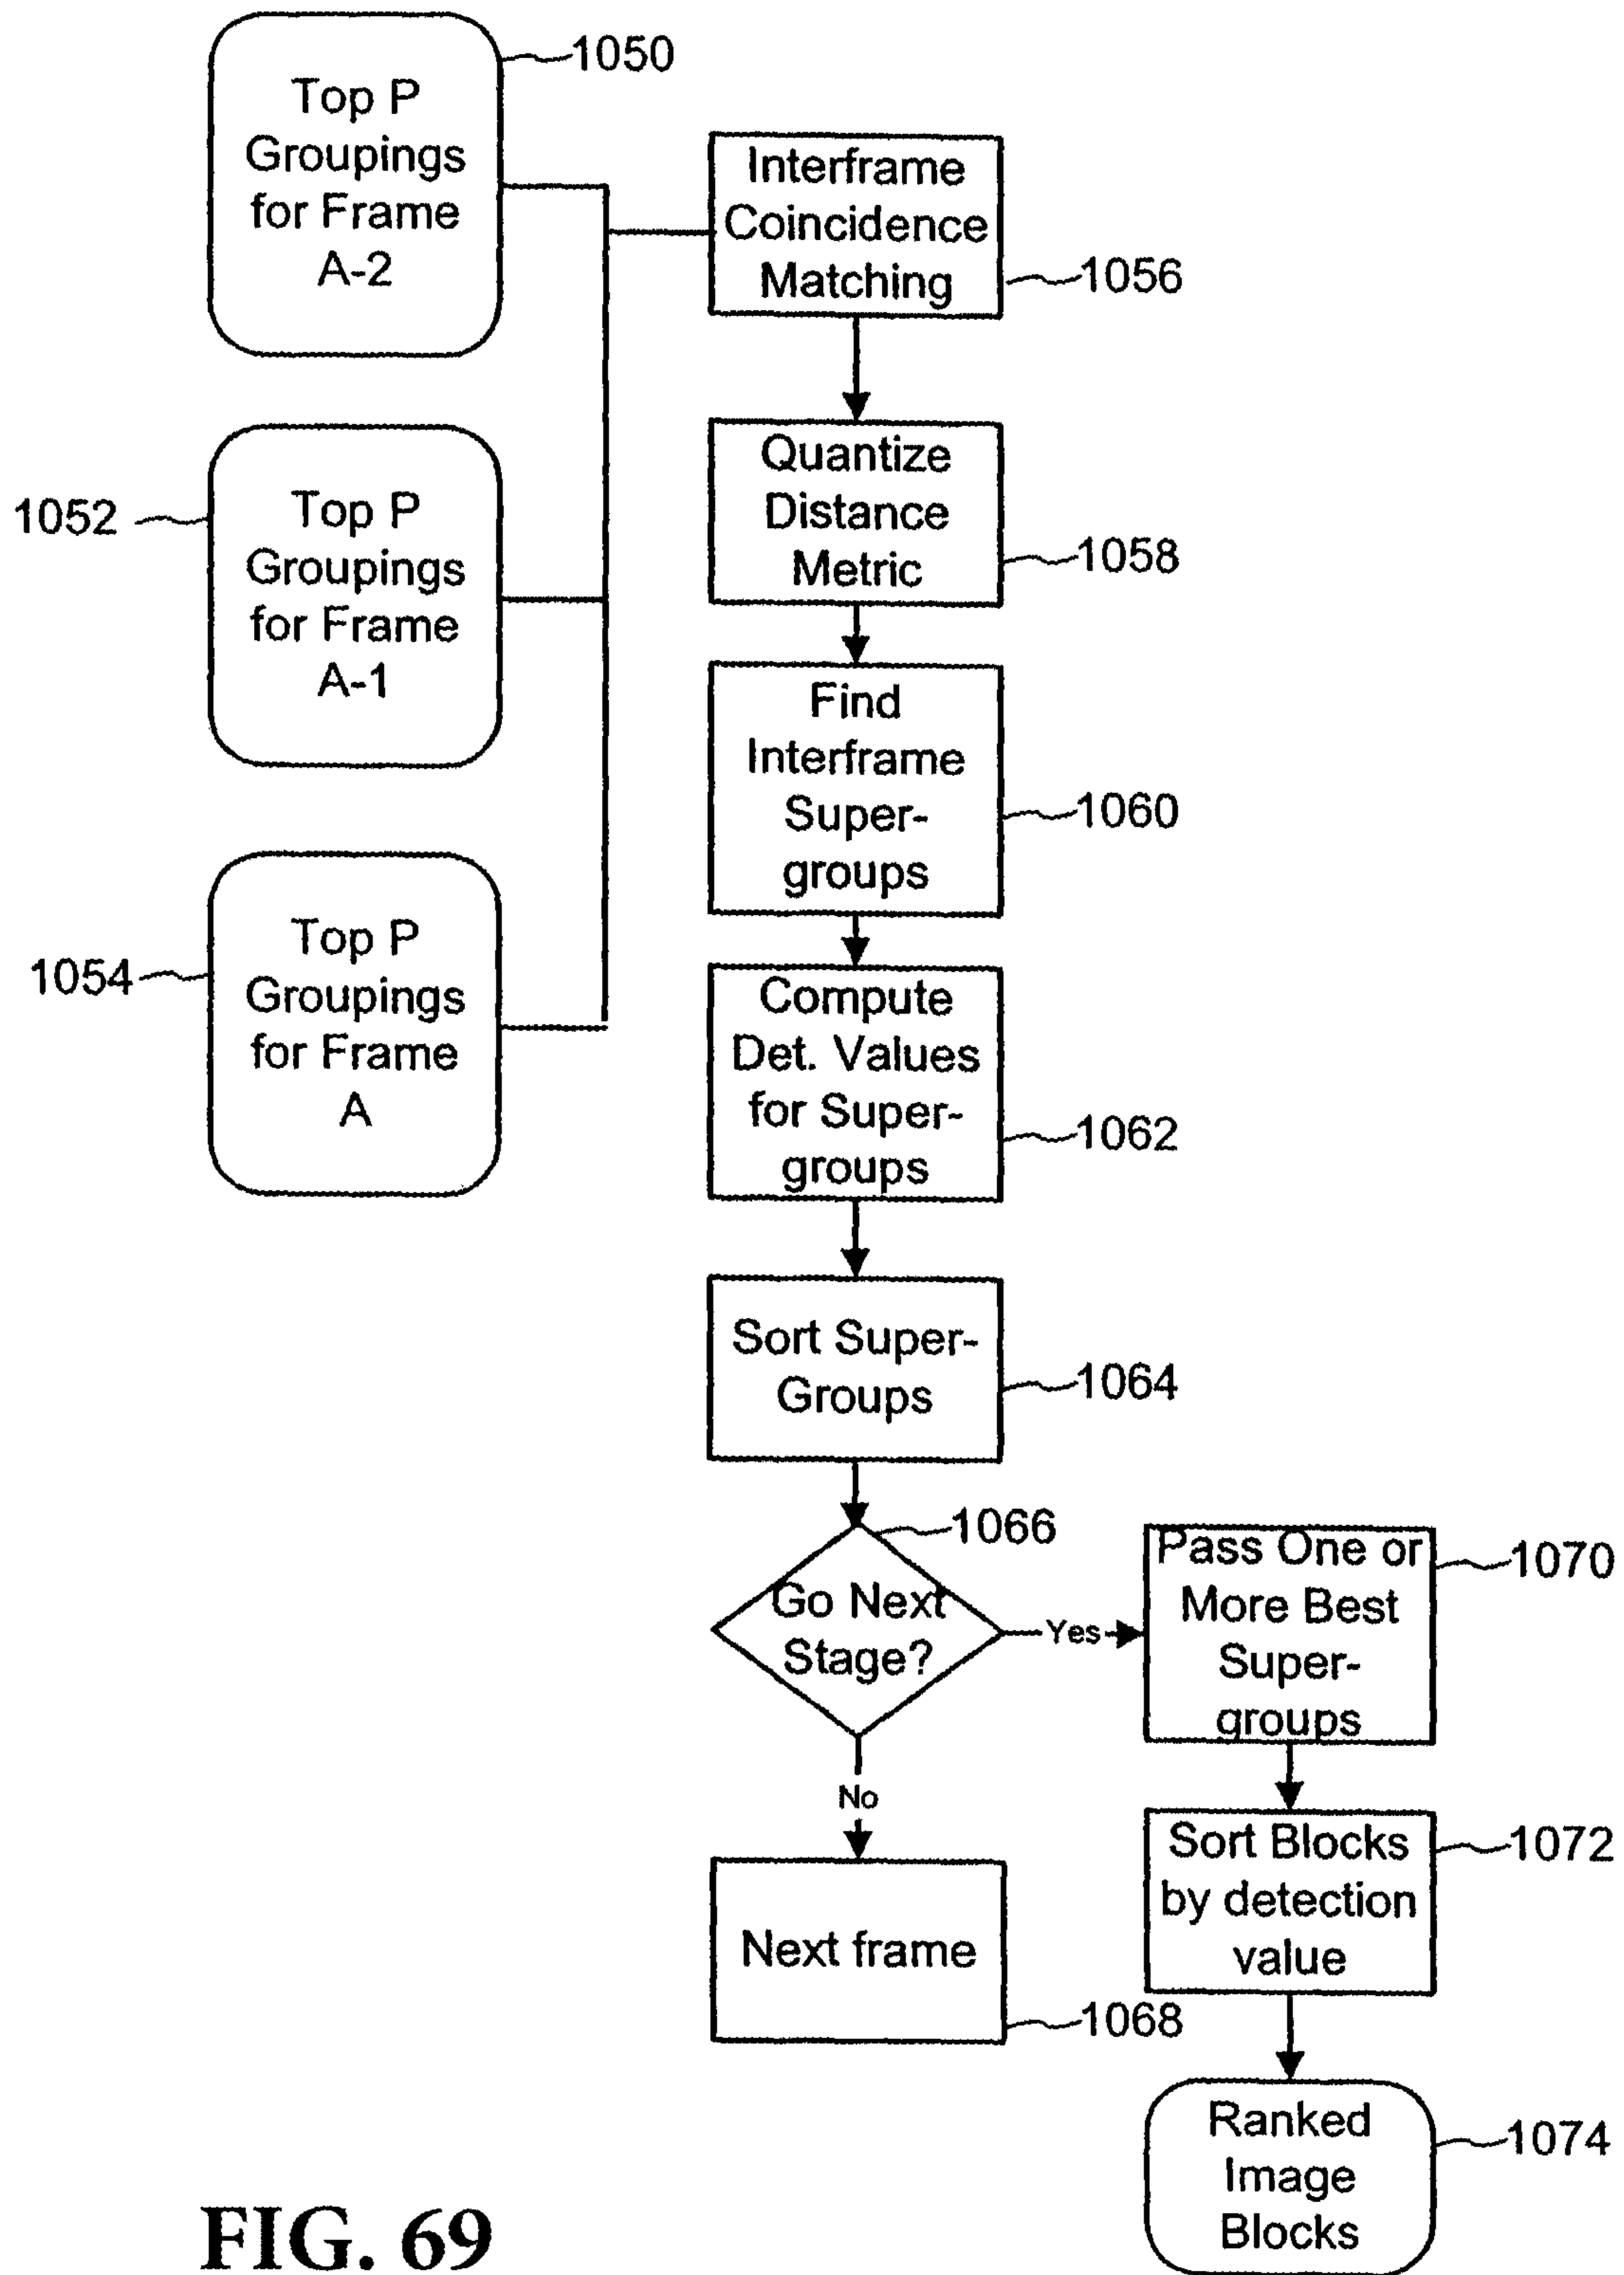 Top P
Groupings
for Frame
A-2
1050
Interframe
Coincidence
Matching
1056
Top P
Groupings
for Frame
A-1
1052
Quantize
Distance
Metric
1058
Find
Interframe
Super-
groups
1060
Top P
Groupings
for Frame
A
1054
Compute
Det. Values
for Super-
groups
1062
Sort Super-
Groups
1064
1066
Go Next
Stage?
Yes
No
Pass One or
More Best
Super-
groups
1070
Next frame
1068
Sort Blocks
by detection
value
1072
Ranked
Image
Blocks
1074
FIG. 69